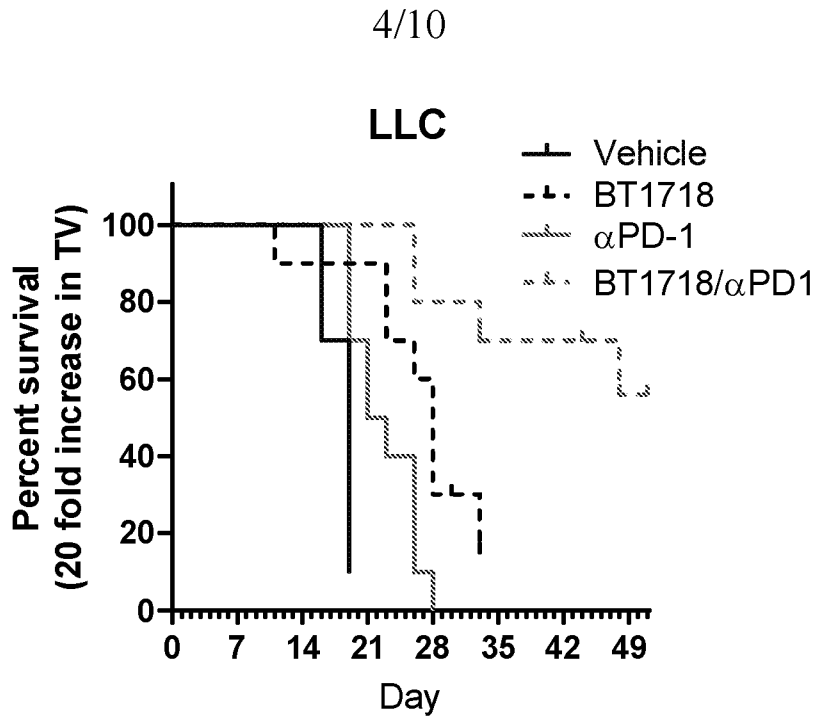 4/10
LLC
Vehicle
BT1718
αPD-1
BT1718/αPD1
Percent survival
(20 fold increase in TV)
100
80
60
40
20
0
0 7 14 21 28 35 42 49
Day